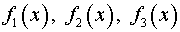 f₁(x), f₂(x), f₃(x)